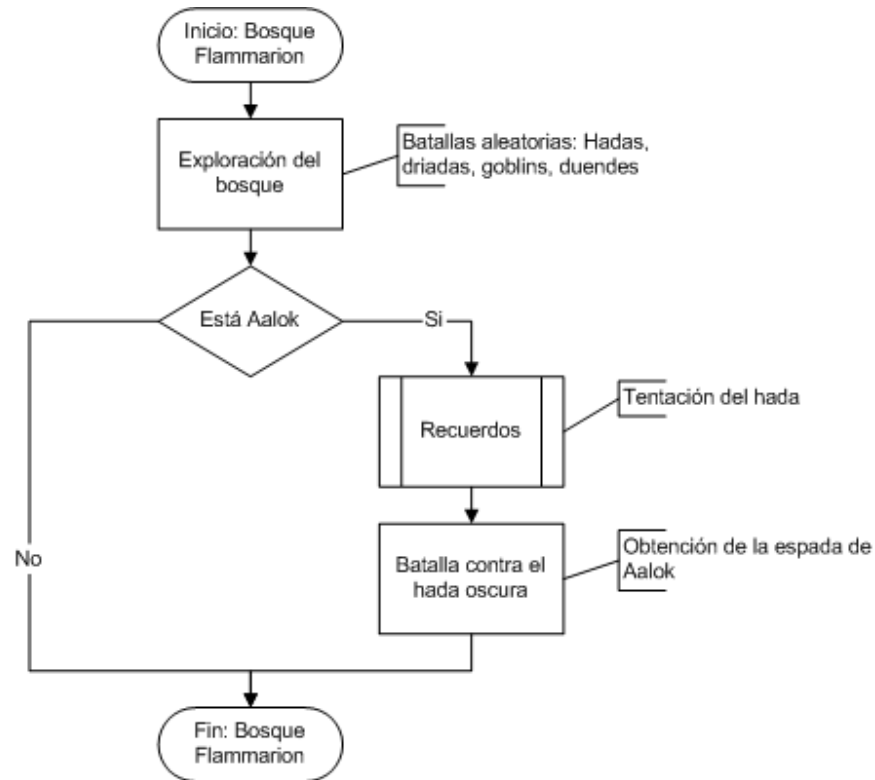 Inicio: Bosque
Flammarion
Exploración del
bosque
Batallas aleatorias: Hadas,
driadas, goblins, duendes
Está Aalok
Si
Recuerdos
Tentación del hada
No
Batalla contra el
hada oscura
Obtención de la espada de
Aalok
Fin: Bosque
Flammarion